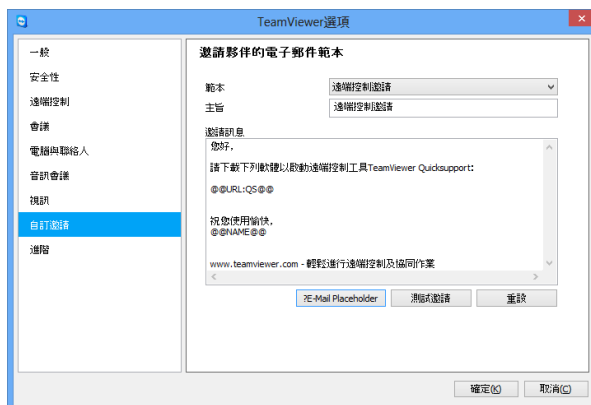 TeamViewer選項
一般
安全性
遠端控制
會議
電腦與聯絡人
音訊會議
視訊
自訂邀請
進階
邀請夥伴的電子郵件範本
範本
遠端控制邀請
主旨
遠端控制邀請
邀請訊息
您好，
請下載下列軟體以啟動遠端控制工具TeamViewer Quicksupport：
@@URL:QS@@
祝您使用愉快，
@@NAME@@
www.teamviewer.com - 輕鬆進行遠端控制及協同作業
?E-Mail Placeholder
測試邀請
重設
確定(K)
取消(C)